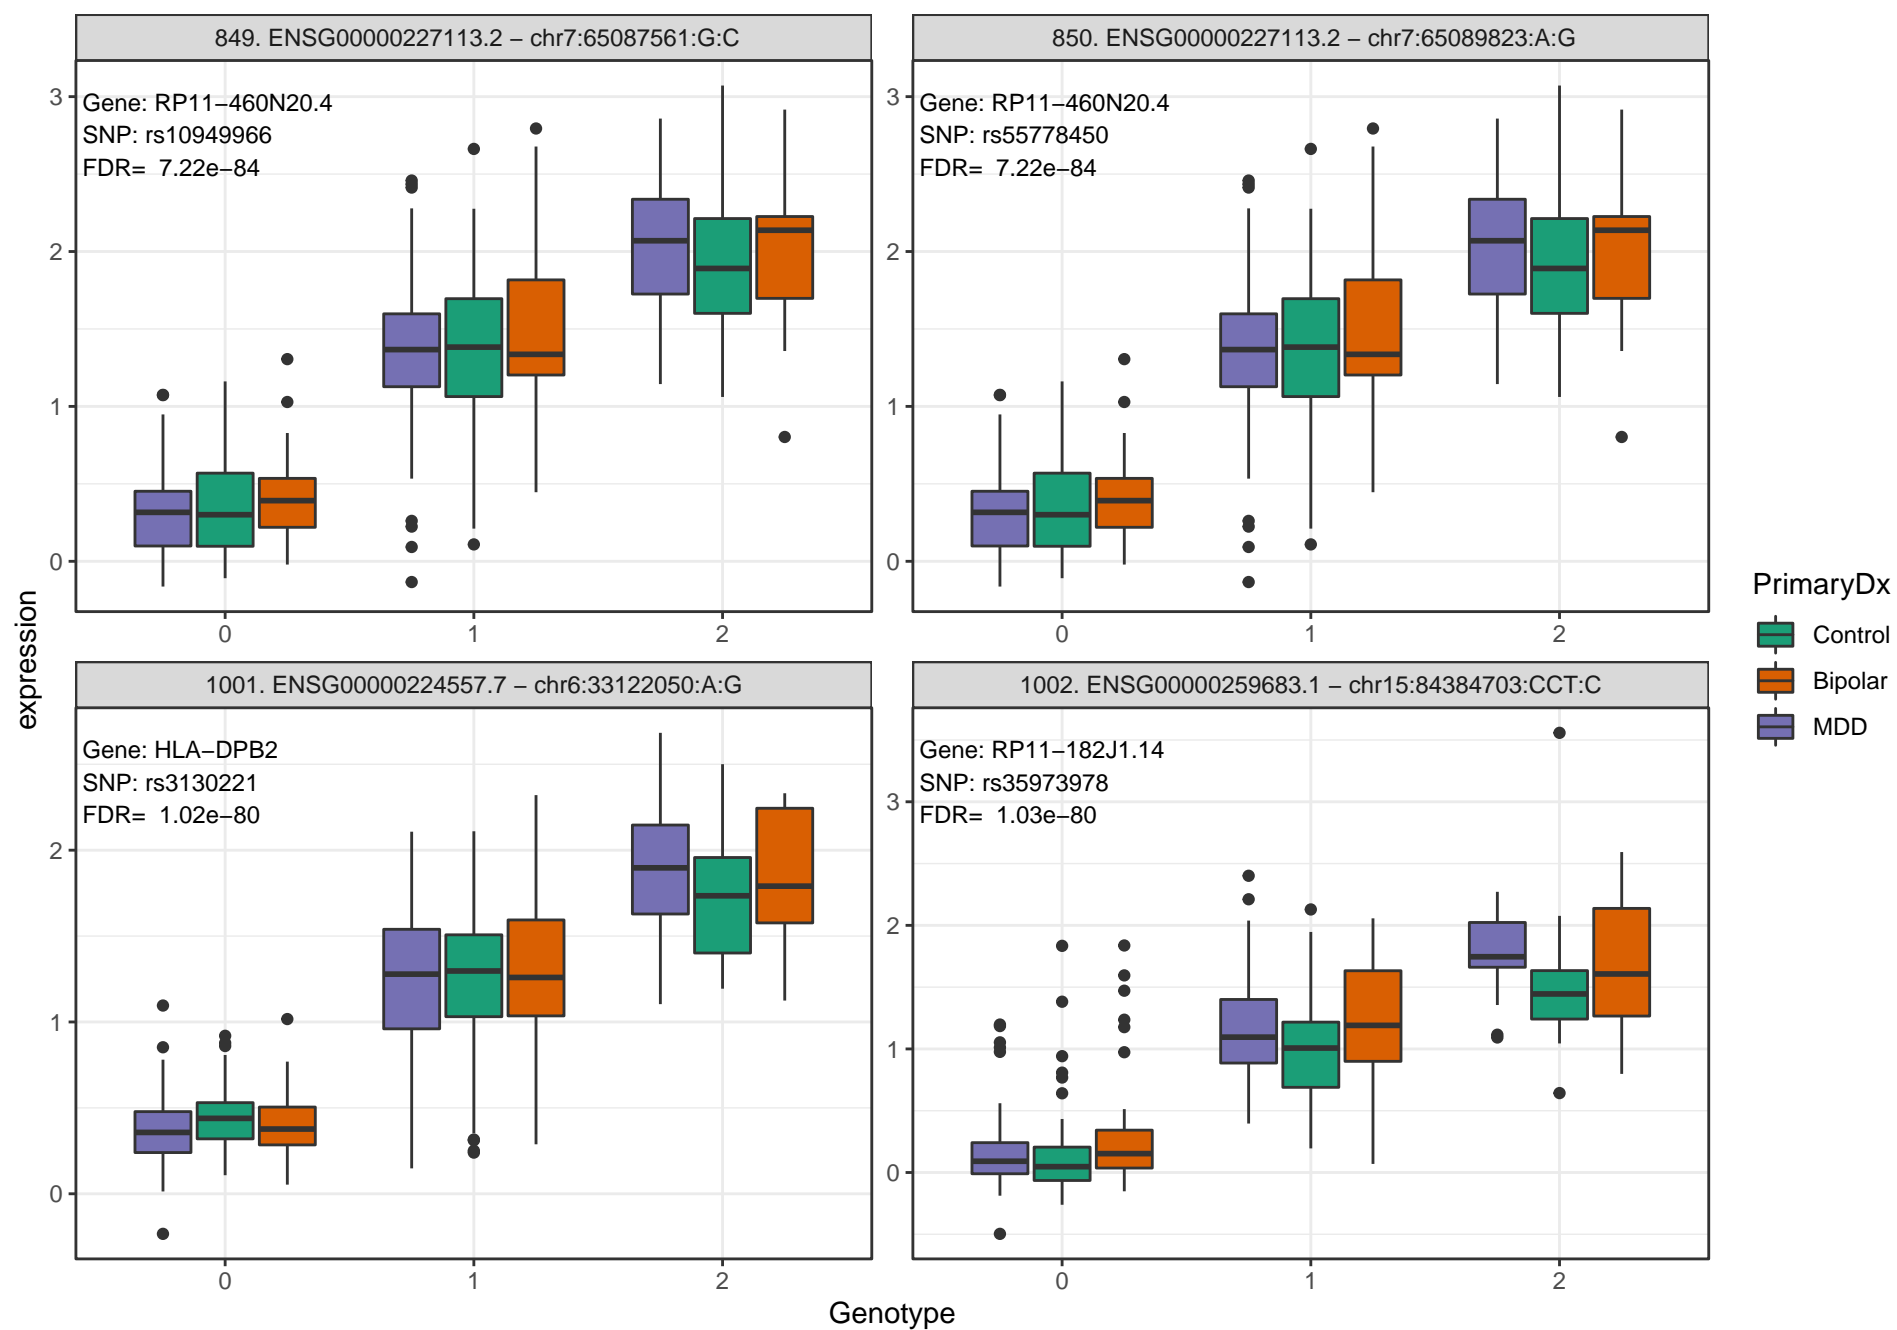 849. ENSG00000227113.2 − chr7:65087561:G:C
Gene: RP11−460N20.4
SNP: rs10949966
FDR= 7.22e−84
3
2
1
0
0 1 2
850. ENSG00000227113.2 − chr7:65089823:A:G
Gene: RP11−460N20.4
SNP: rs55778450
FDR= 7.22e−84
3
2
1
0
0 1 2
1001. ENSG00000224557.7 − chr6:33122050:A:G
Gene: HLA−DPB2
SNP: rs3130221
FDR= 1.02e−80
2
1
0
0 1 2
1002. ENSG00000259683.1 − chr15:84384703:CCT:C
Gene: RP11−182J1.14
SNP: rs35973978
FDR= 1.03e−80
3
2
1
0
0 1 2
expression
Genotype
PrimaryDx
Control
Bipolar
MDD